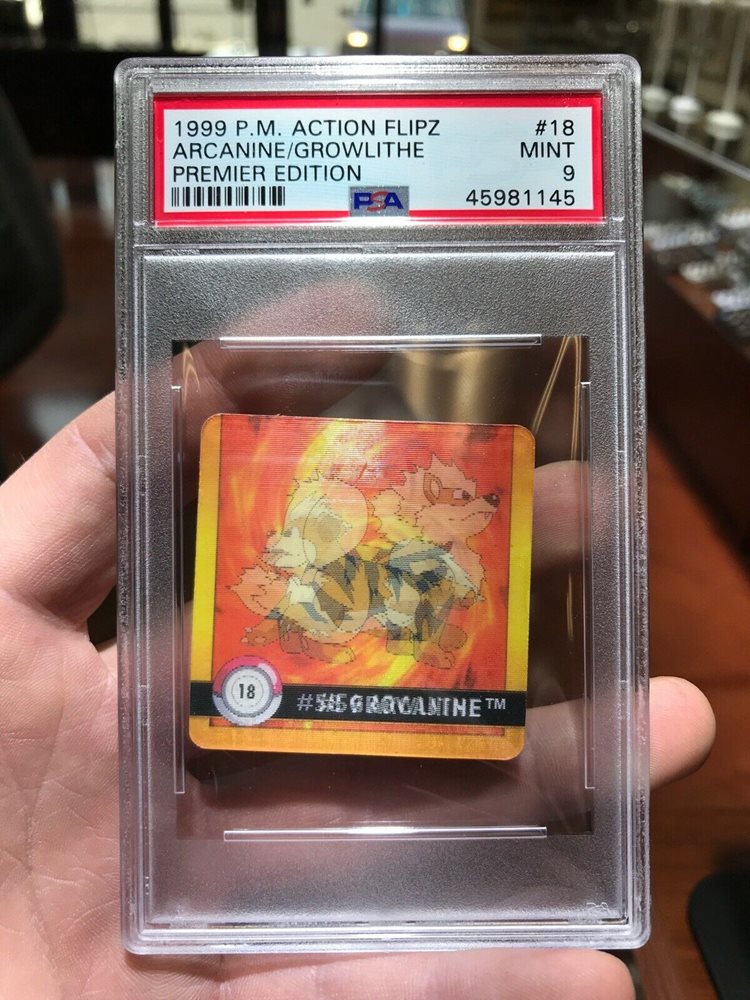 1999 P.M. ACTION FLIPZ #18
ARCANINE/GROWLITHE MINT
PREMIER EDITION 9
PSA 45981145
18